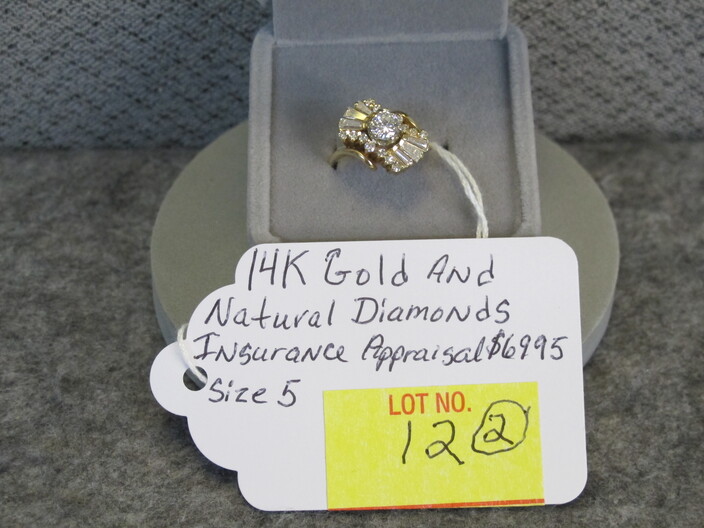 14K Gold And
Natural Diamonds
Insurance Appraisal $6995
Size 5
LOT NO.
12 2